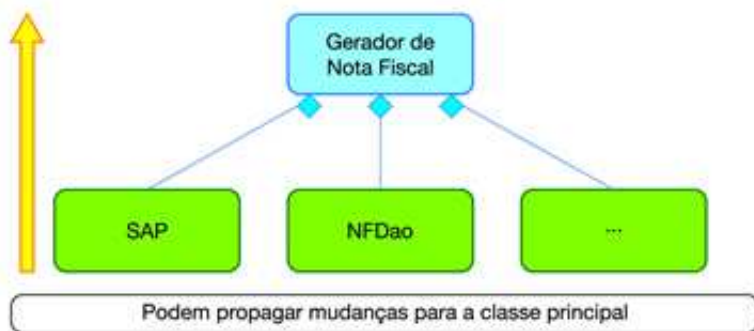 Gerador de
Nota Fiscal
SAP
NFDao
...
Podem propagar mudanças para a classe principal